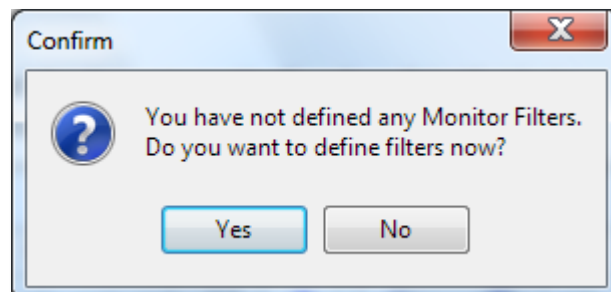 Confirm
You have not defined any Monitor Filters.
Do you want to define filters now?
Yes
No